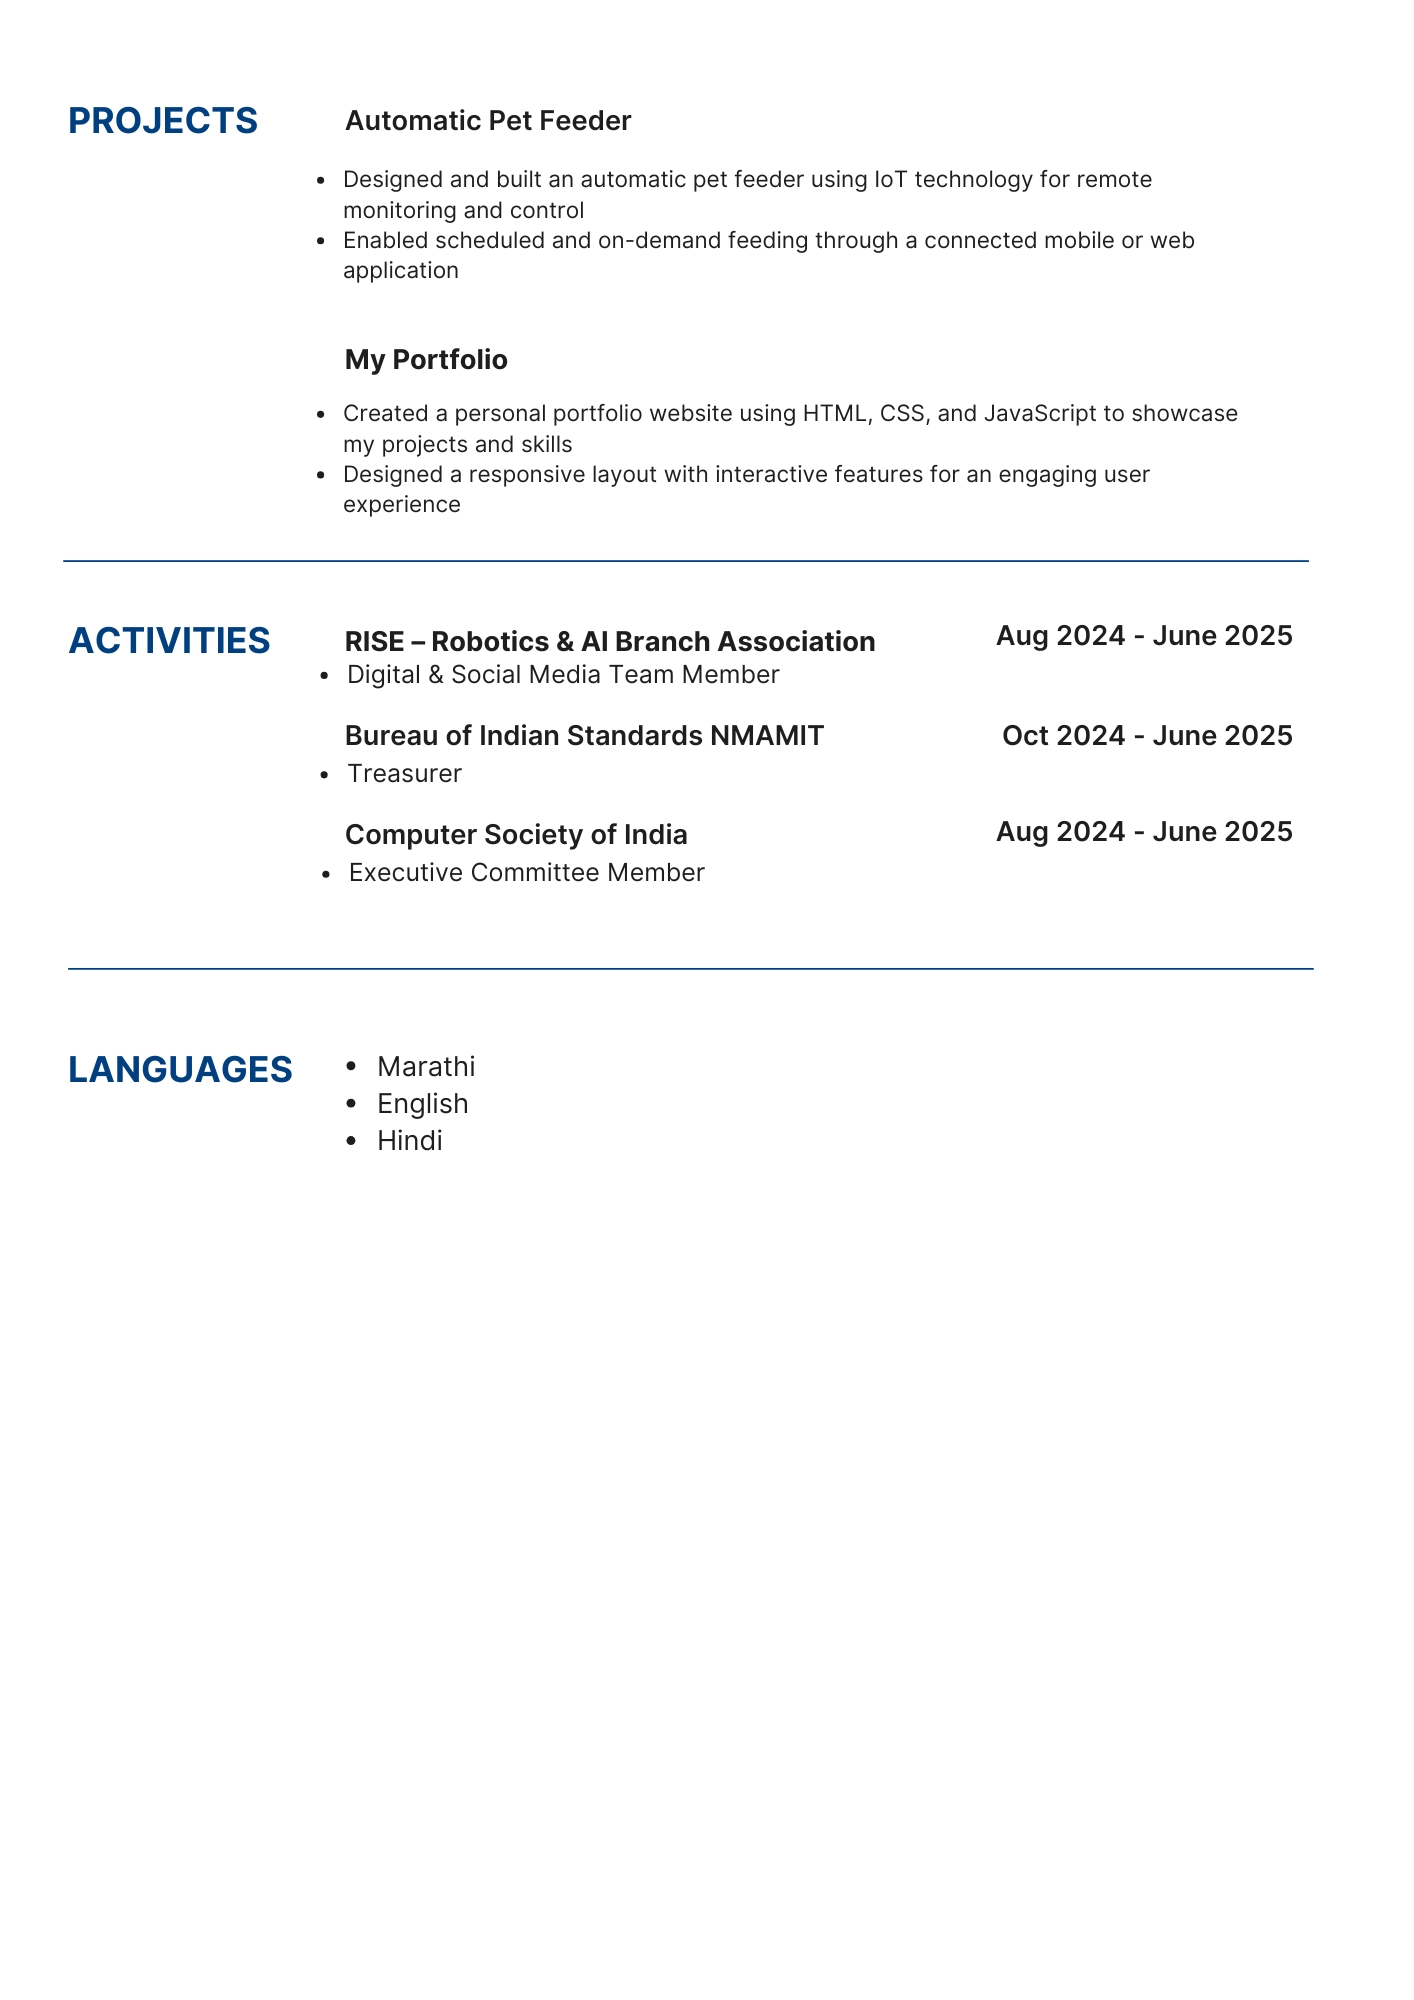 PROJECTS
Automatic Pet Feeder
• Designed and built an automatic pet feeder using IoT technology for remote
monitoring and control
• Enabled scheduled and on-demand feeding through a connected mobile or web
application
My Portfolio
• Created a personal portfolio website using HTML, CSS, and JavaScript to showcase
my projects and skills
• Designed a responsive layout with interactive features for an engaging user
experience
ACTIVITIES
RISE – Robotics & AI Branch Association Aug 2024 - June 2025
• Digital & Social Media Team Member
Bureau of Indian Standards NMAMIT Oct 2024 - June 2025
• Treasurer
Computer Society of India Aug 2024 - June 2025
• Executive Committee Member
LANGUAGES
• Marathi
• English
• Hindi